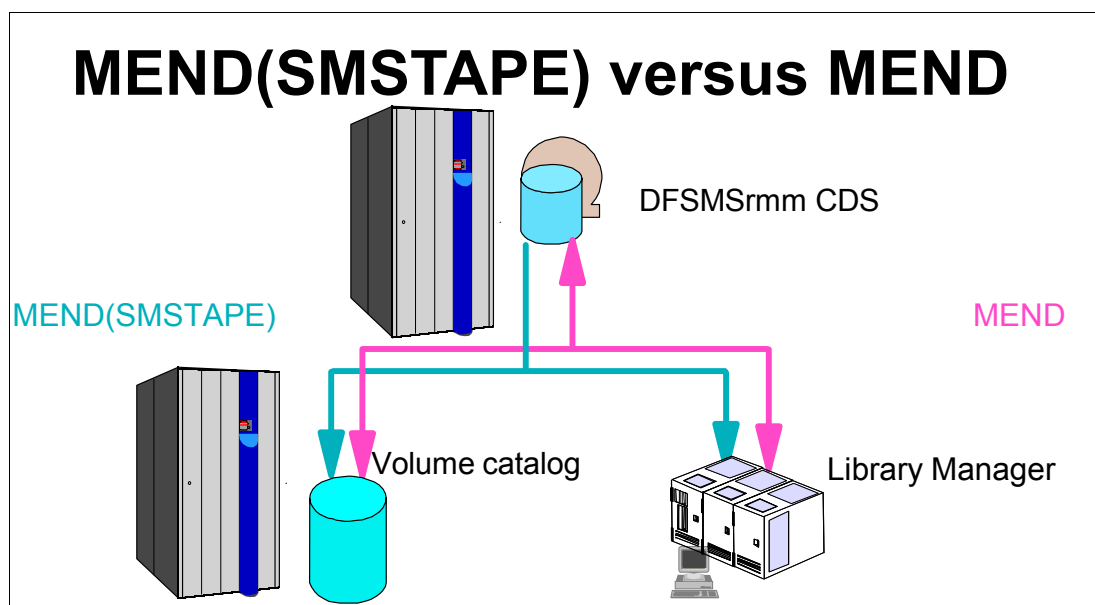 MEND(SMSTAPE) versus MEND
DFSMSrmm CDS
MEND(SMSTAPE)
MEND
Volume catalog
Library Manager